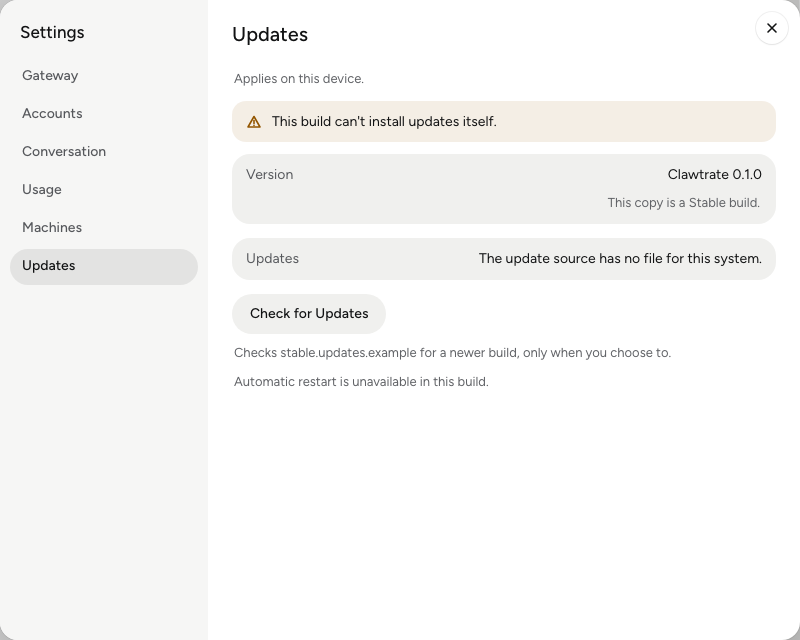 Settings
Gateway
Accounts
Conversation
Usage
Machines
Updates
Updates
Applies on this device.
This build can't install updates itself.
Version
Clawtrate 0.1.0
This copy is a Stable build.
Updates
The update source has no file for this system.
Check for Updates
Checks stable.updates.example for a newer build, only when you choose to.
Automatic restart is unavailable in this build.